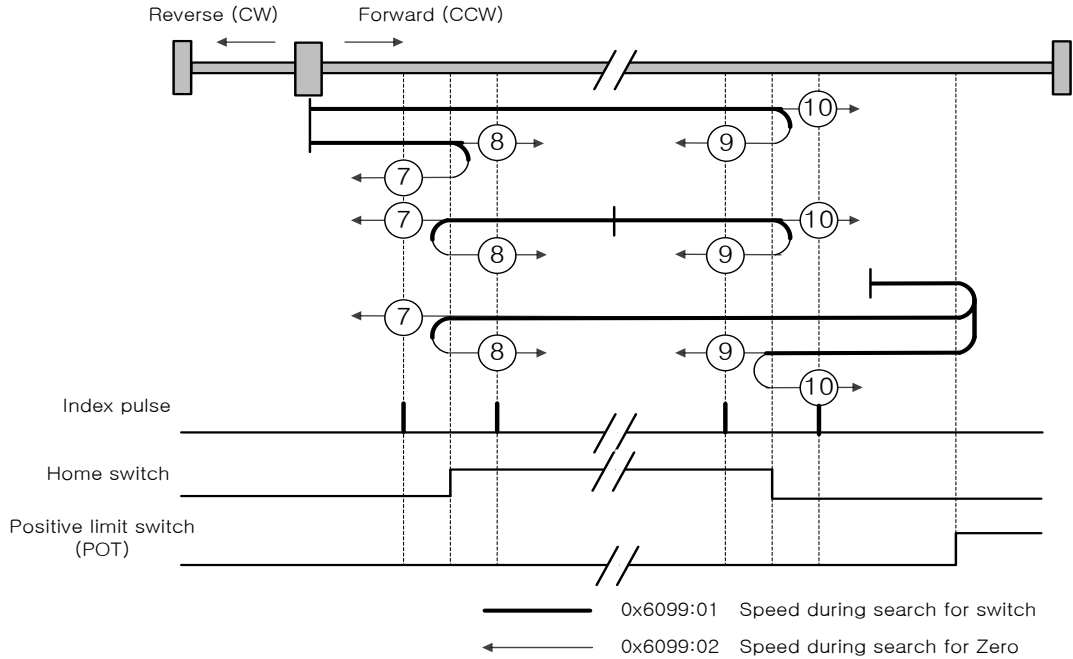 Reverse (CW) Forward (CCW)
10
8 9
7
7 10
8 9
7
8 9
10
Index pulse
Home switch
Positive limit switch
(POT)
0x6099:01 Speed during search for switch
0x6099:02 Speed during search for Zero